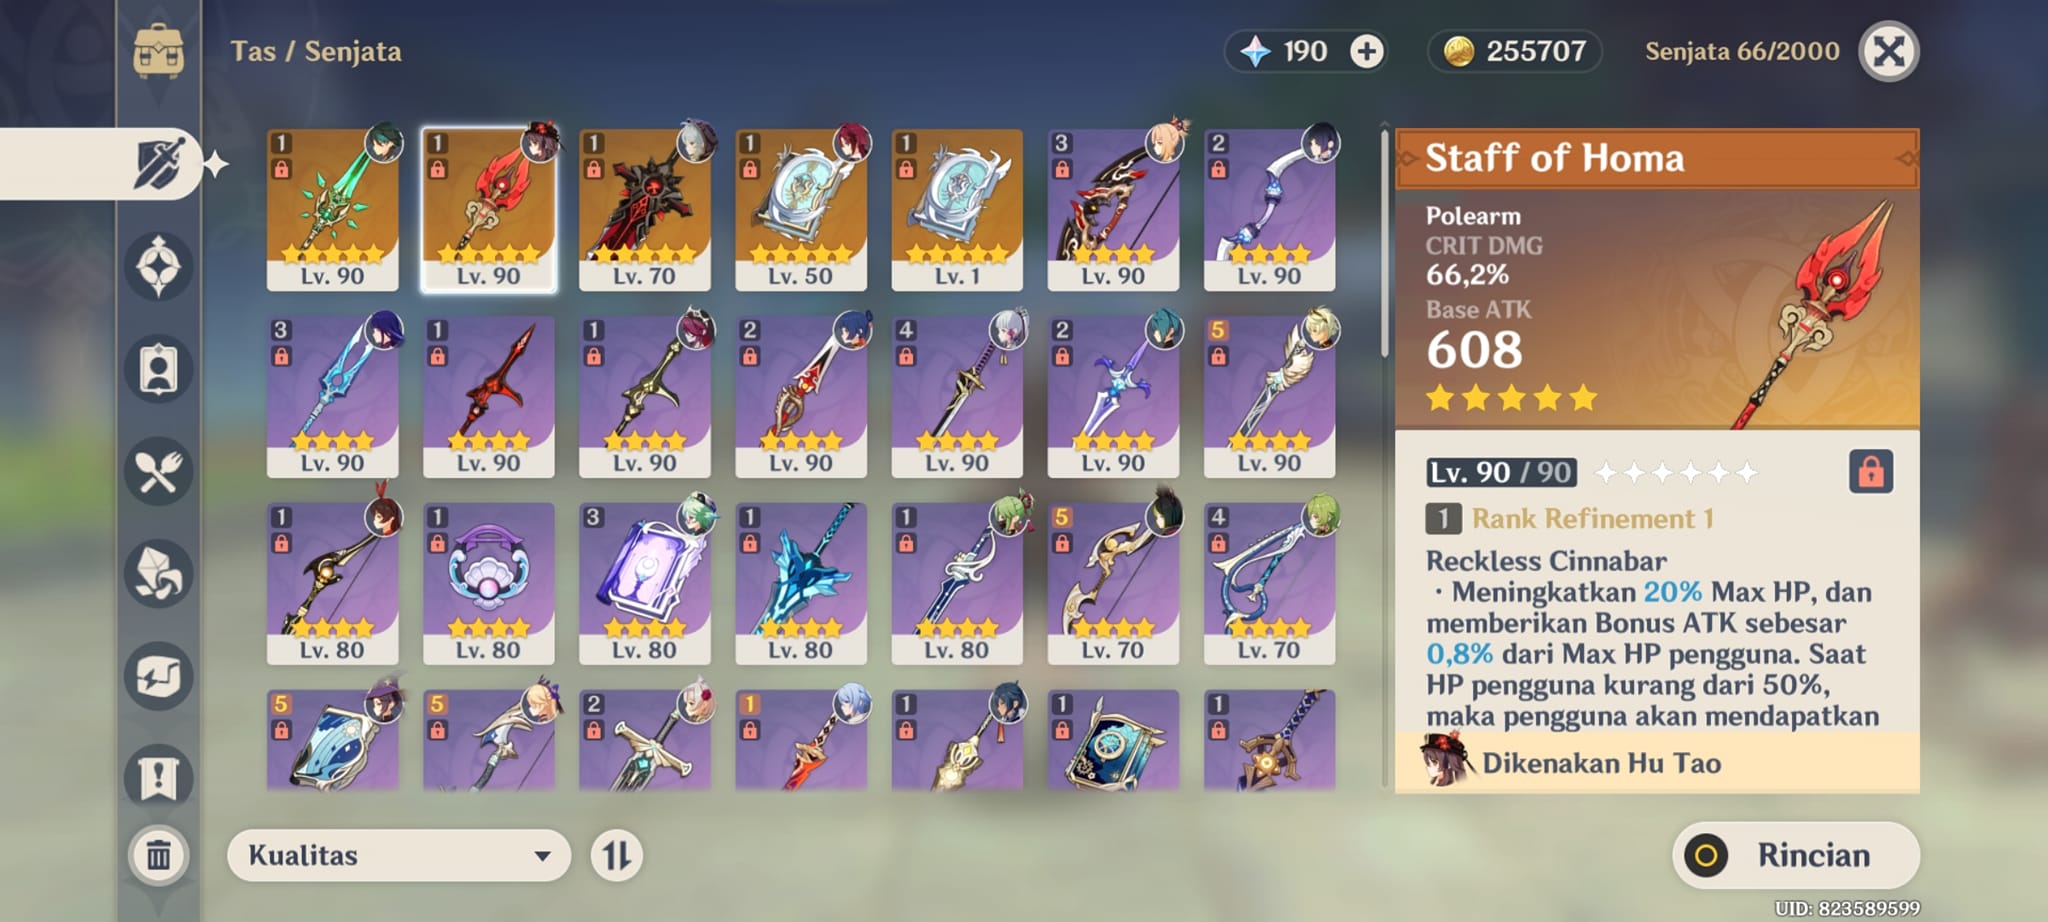 Tas / Senjata
190
255707
Senjata 66/2000
1
1
1
1
1
3
2
Lv. 90
Lv. 90
Lv. 70
Lv. 50
Lv. 1
Lv. 90
Lv. 90
3
1
1
2
4
2
5
Lv. 90
Lv. 90
Lv. 90
Lv. 90
Lv. 90
Lv. 90
Lv. 90
1
1
3
1
1
5
4
Lv. 80
Lv. 80
Lv. 80
Lv. 80
Lv. 80
Lv. 70
Lv. 70
5
5
2
1
1
1
1
Staff of Homa
Polearm
CRIT DMG
66,2%
Base ATK
608
Lv. 90 / 90
1 Rank Refinement 1
Reckless Cinnabar
· Meningkatkan 20% Max HP, dan
memberikan Bonus ATK sebesar
0,8% dari Max HP pengguna. Saat
HP pengguna kurang dari 50%,
maka pengguna akan mendapatkan
Dikenakan Hu Tao
Kualitas
Rincian
UID: 823589599